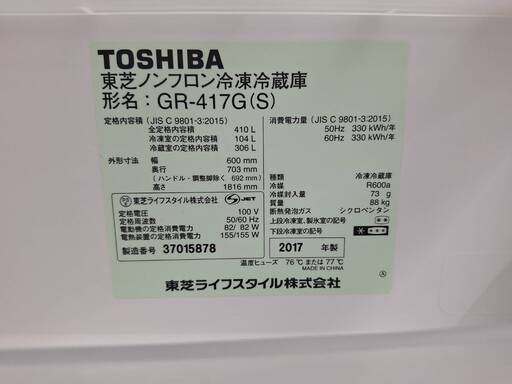 TOSHIBA
東芝ノンフロン冷凍冷蔵庫
形名：GR-417G(S)
定格内容積 (JIS C 9801-3:2015)
全定格内容積 410 L
冷凍室の定格内容積 104 L
冷蔵室の定格内容積 306 L
外形寸法 幅 600 mm
奥行 703 mm
(ハンドル・調整脚除く 692 mm)
高さ 1816 mm
東芝ライフスタイル株式会社 S JET
定格電圧 100 V
定格周波数 50/60 Hz
電動機の定格消費電力 82/ 82 W
電熱装置の定格消費電力 155/155 W
製造番号 37015878
消費電力量 (JIS C 9801-3:2015)
50Hz 330 kWh/年
60Hz 330 kWh/年
種類 冷凍冷蔵庫
冷媒 R600a
冷媒封入量 73 g
質量 88 kg
断熱発泡ガス シクロペンタン
上段冷凍室、製氷室の記号 **
下段冷凍室の記号 * ***
2017 年製
温度ヒューズ 76℃ または 77℃
MADE IN CHINA
A
東芝ライフスタイル株式会社